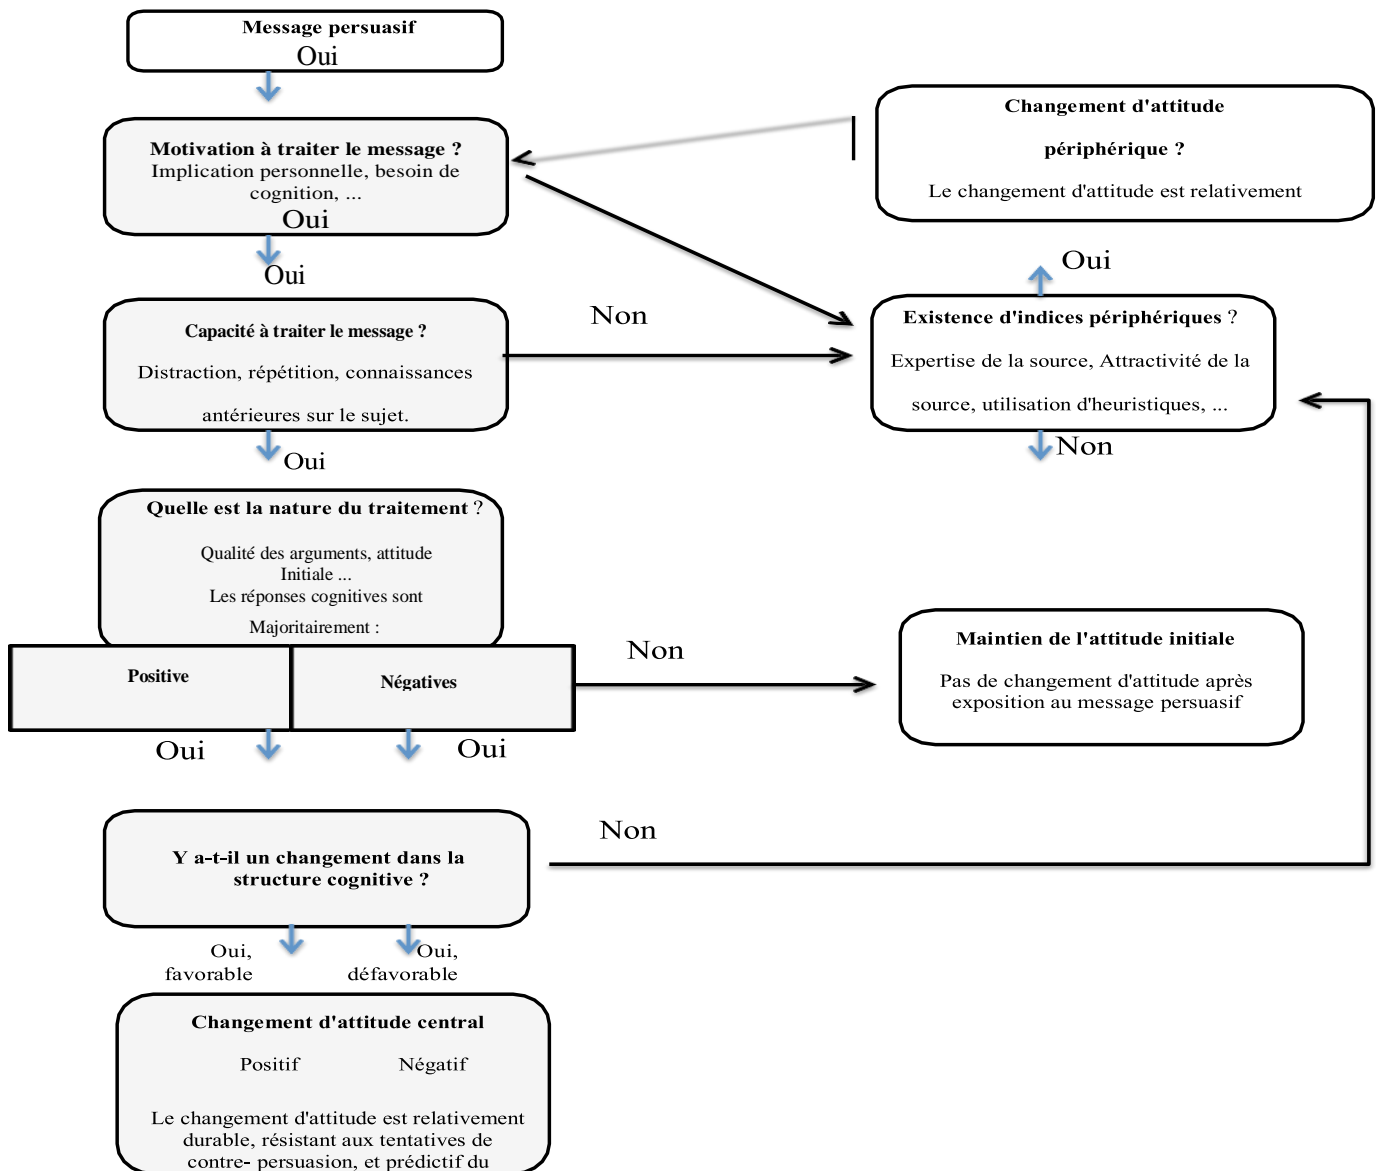 Message persuasif
Oui
Motivation à traiter le message ?
Implication personnelle, besoin de
cognition, ...
Oui
Oui
Capacité à traiter le message ?
Distraction, répétition, connaissances
antérieures sur le sujet.
Oui
Non
Changement d'attitude
périphérique ?
Le changement d'attitude est relativement
Oui
Existence d'indices périphériques ?
Expertise de la source, Attractivité de la
source, utilisation d'heuristiques, ...
Non
Quelle est la nature du traitement ?
Qualité des arguments, attitude
Initiale ...
Les réponses cognitives sont
Majoritairement :
Positive
Négatives
Non
Maintien de l'attitude initiale
Pas de changement d'attitude après
exposition au message persuasif
Oui
Oui
Y a-t-il un changement dans la
structure cognitive ?
Non
Oui,
favorable
Oui,
défavorable
Changement d'attitude central
Positif
Négatif
Le changement d'attitude est relativement
durable, résistant aux tentatives de
contre- persuasion, et prédictif du